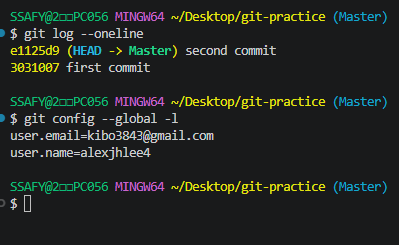 SSAFY@2□□PC056 MINGW64 ~/Desktop/git-practice (Master)
$ git log --oneline
e1125d9 (HEAD -> Master) second commit
3031007 first commit
SSAFY@2□□PC056 MINGW64 ~/Desktop/git-practice (Master)
$ git config --global -l
user.email=kibo3843@gmail.com
user.name=alexjhlee4
SSAFY@2□□PC056 MINGW64 ~/Desktop/git-practice (Master)
$